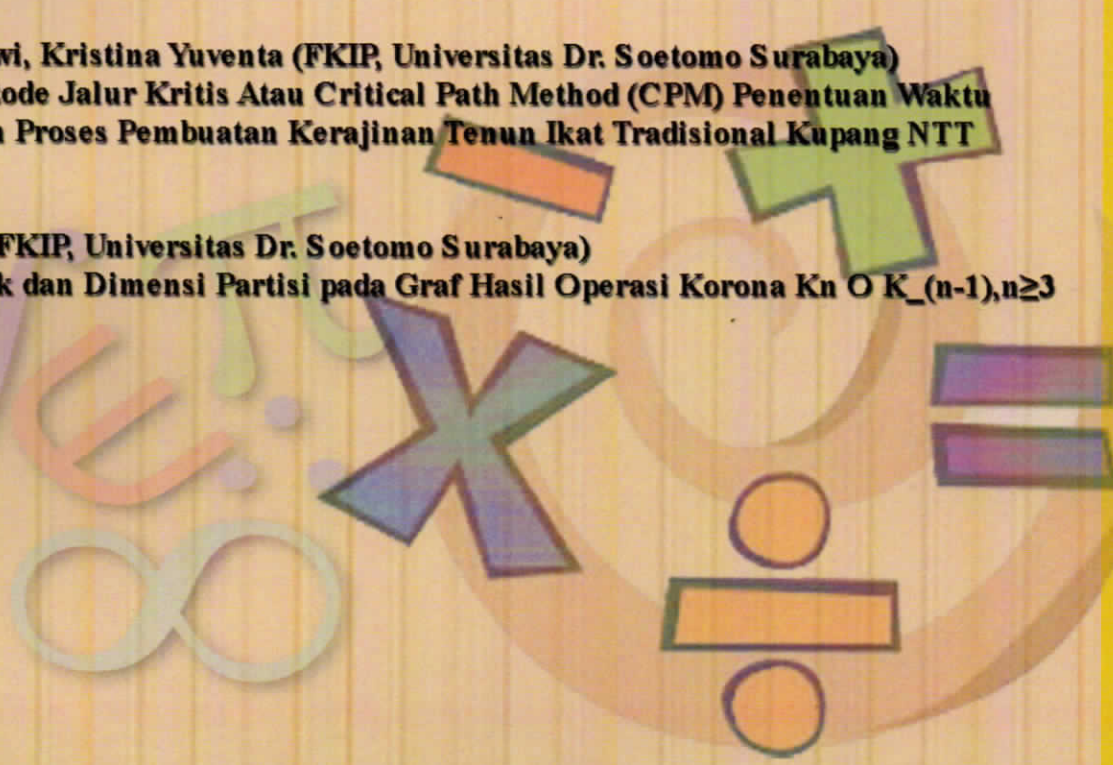 wi, Kristina Yuventa (FKIP, Universitas Dr. Soetomo Surabaya)
tode Jalur Kritis Atau Critical Path Method (CPM) Penentuan Waktu
Proses Pembuatan Kerajinan Tenun Ikat Tradisional Kupang NTT
FKIP, Universitas Dr. Soetomo Surabaya)
k dan Dimensi Partisi pada Graf Hasil Operasi Korona Kn O K_(n-1),n≥3